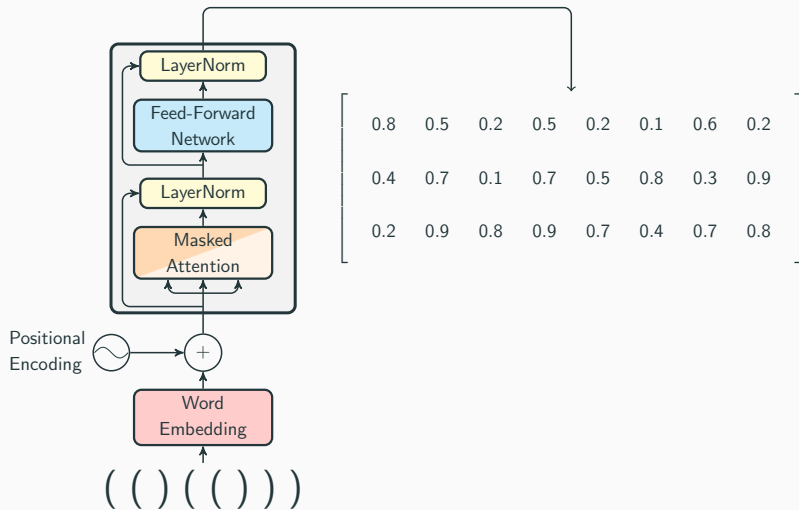 LayerNorm
Feed-Forward
Network
LayerNorm
Masked
Attention
Positional
Encoding
+
Word
Embedding
( ( ) ( ( ) ) )
0.8 0.5 0.2 0.5 0.2 0.1 0.6 0.2
0.4 0.7 0.1 0.7 0.5 0.8 0.3 0.9
0.2 0.9 0.8 0.9 0.7 0.4 0.7 0.8